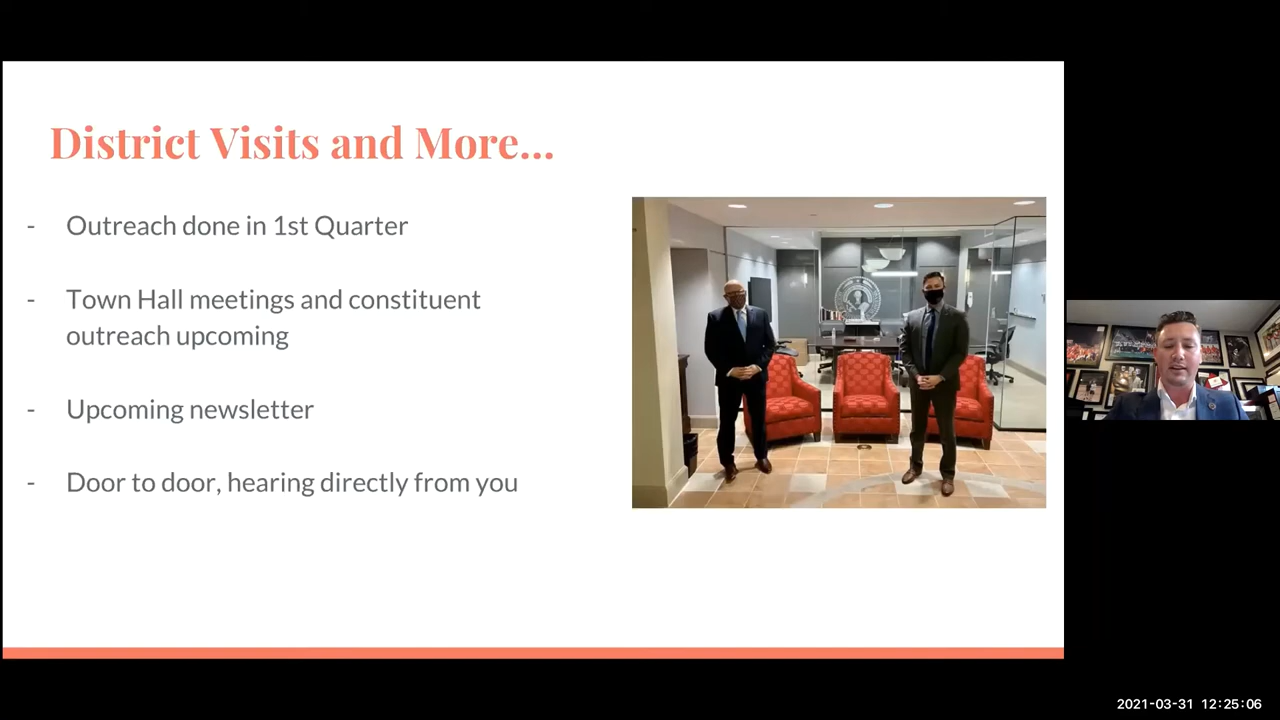 District Visits and More...
- Outreach done in 1st Quarter
- Town Hall meetings and constituent
outreach upcoming
- Upcoming newsletter
- Door to door, hearing directly from you
2021-03-31 12:25:06